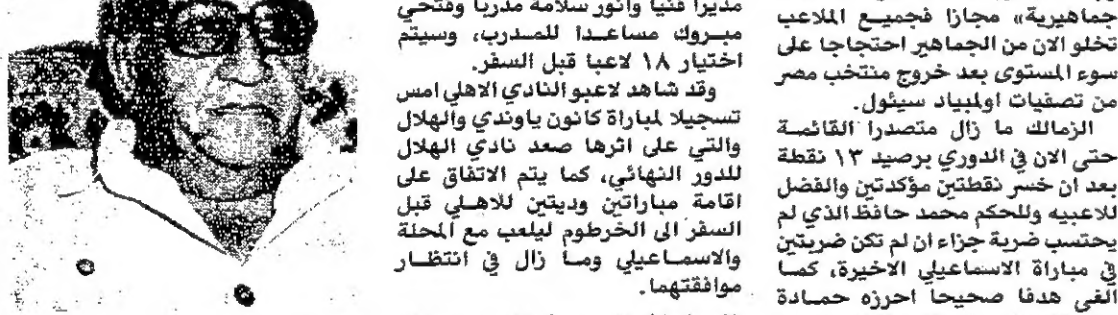 جماهيرية» مجازا فجميع الملاعب
تخلو الان من الجماهير احتجاجا على
سوء المستوى بعد خروج منتخب مصر
من تصفيات اولمبياد سيئول.
الزمالك ما زال متصدرا القائمة
حتى الان في الدوري برصيد ١٣ نقطة
بعد ان خسر نقطتين مؤكدتين والفضل
للاعبيه وللحكم محمد حافظ الذي لم
يحتسب ضربة جزاء ان لم تكن ضربتين
في مباراة الاسماعيلي الاخيرة، كما
الغى هدفا صحيحا احرزه حمادة
مديرا فنيا وانور سلامة مدربا وفتحي
مبروك مساعدا للمدرب، وسيتم
اختيار ١٨ لاعبا قبل السفر.
وقد شاهد لاعبو النادي الاهلي امس
تسجيلا لمباراة كانون ياوندي والهلال
والتي على اثرها صعد نادي الهلال
للدور النهائي، كما يتم الاتفاق على
اقامة مباراتين وديتين للاهلي قبل
السفر الى الخرطوم ليلعب مع المحلة
والاسماعيلي وما زال في انتظار
موافقتهما.